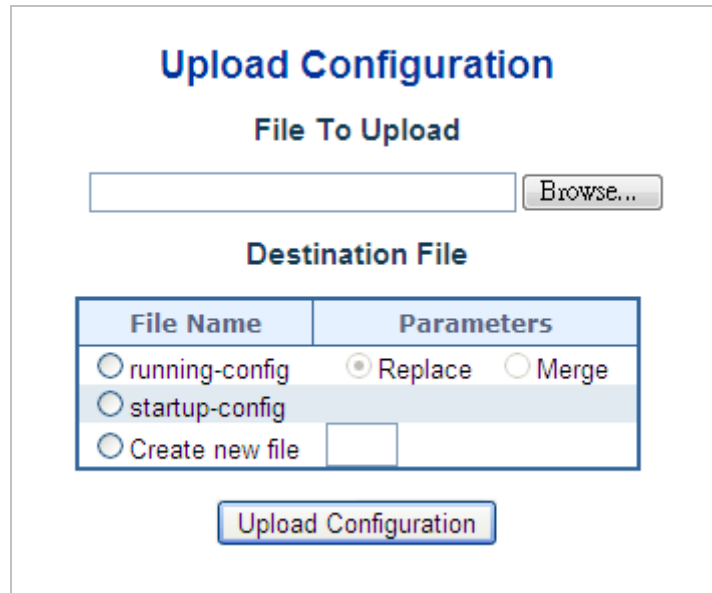 Upload Configuration
File To Upload
Browse...
Destination File
File Name Parameters
running-config Replace Merge
startup-config
Create new file
Upload Configuration